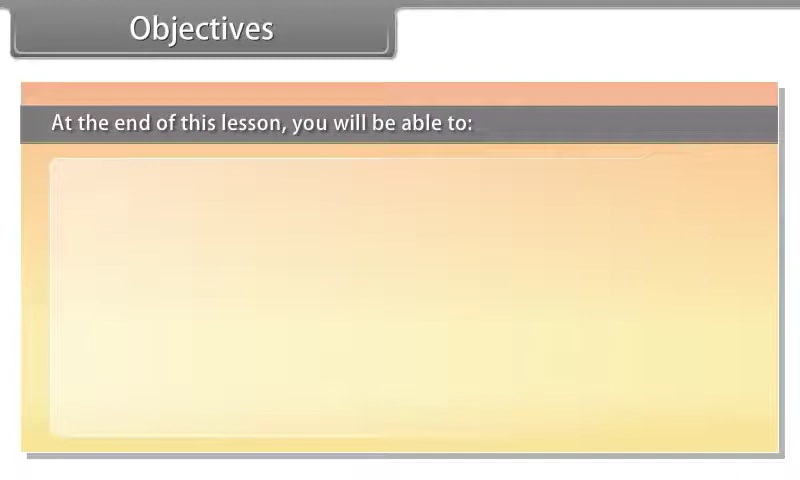 Objectives
At the end of this lesson, you will be able to: